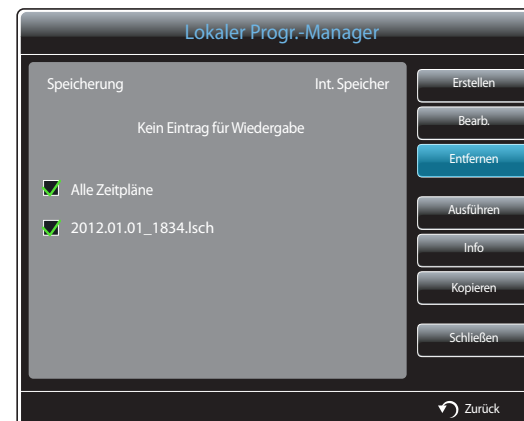 Lokaler Progr.-Manager
Speicherung Int. Speicher
Kein Eintrag für Wiedergabe
Alle Zeitpläne
2012.01.01_1834.lsch
Erstellen
Bearb.
Entfernen
Ausführen
Info
Kopieren
Schließen
Zurück